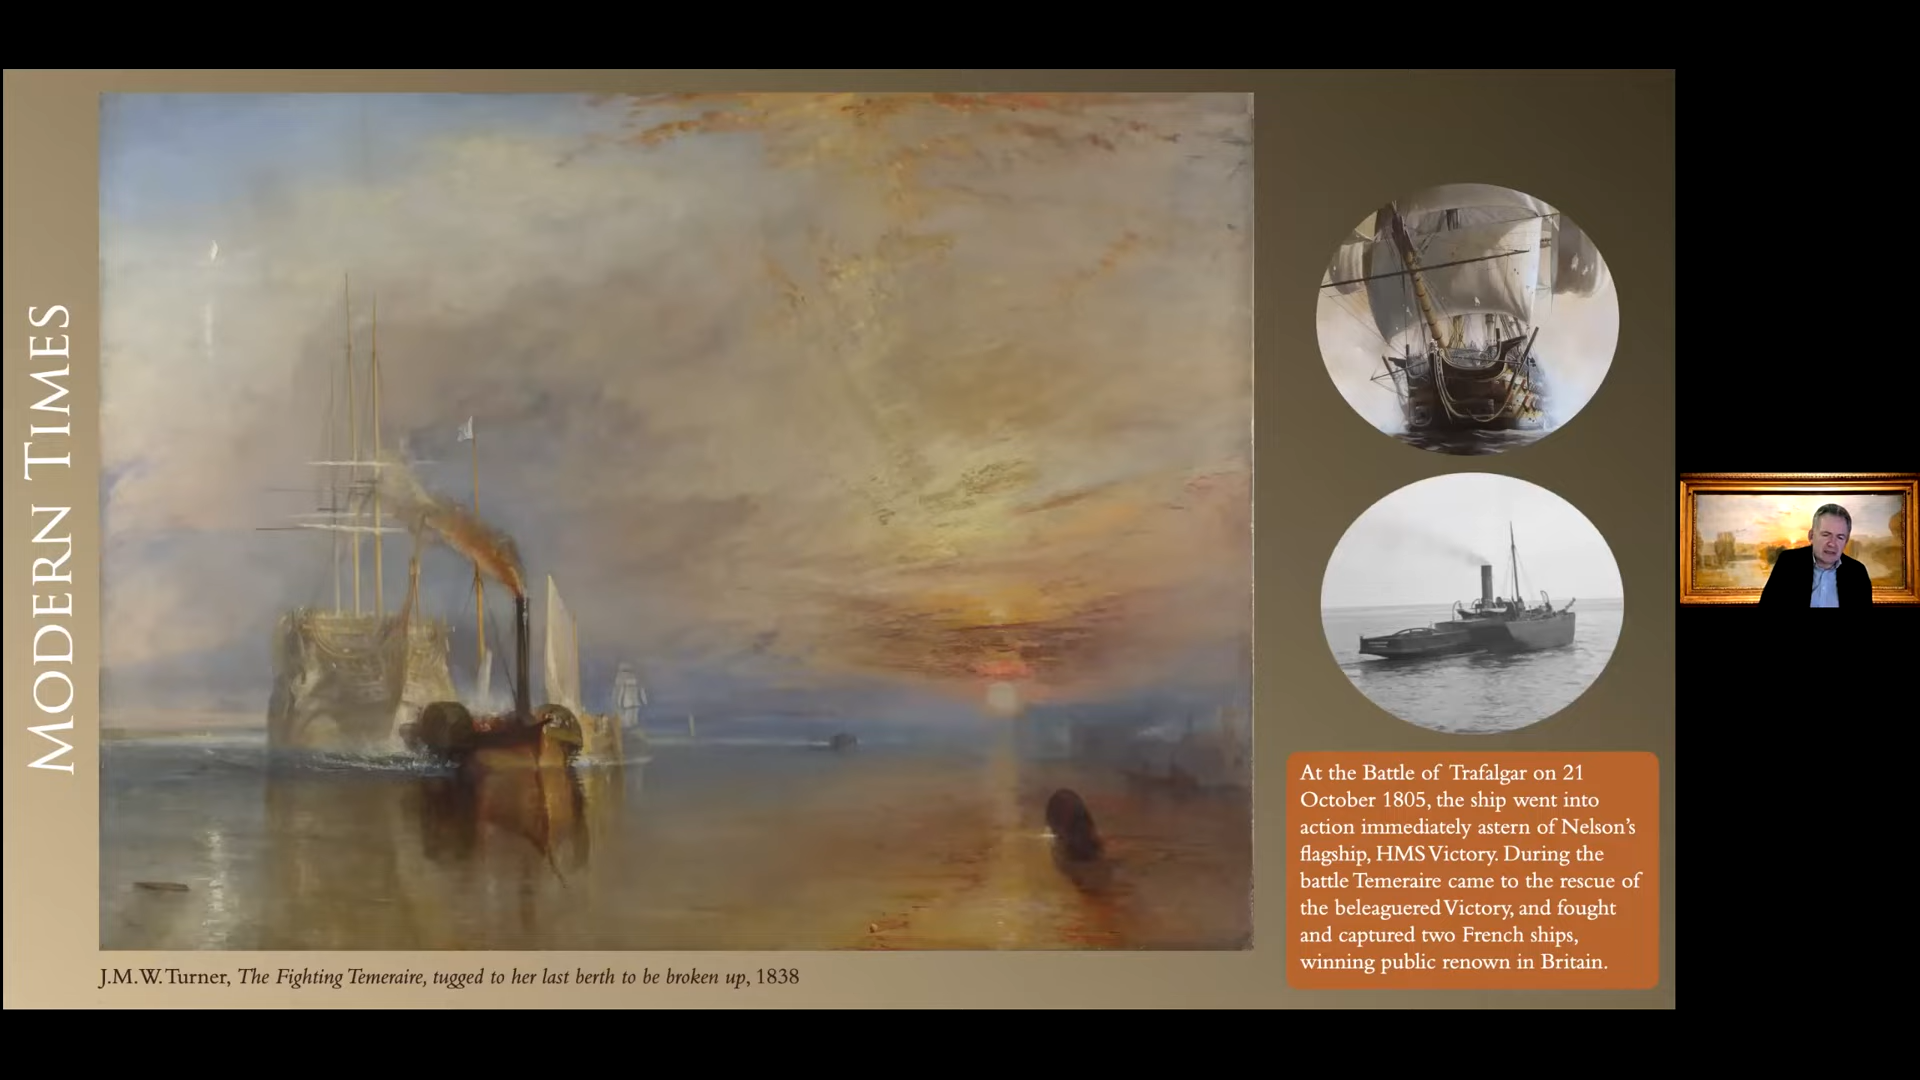 MODERN TIMES
J.M.W. Turner, The Fighting Temeraire, tugged to her last berth to be broken up, 1838
At the Battle of Trafalgar on 21
October 1805, the ship went into
action immediately astern of Nelson's
flagship, HMS Victory. During the
battle Temeraire came to the rescue of
the beleaguered Victory, and fought
and captured two French ships,
winning public renown in Britain.